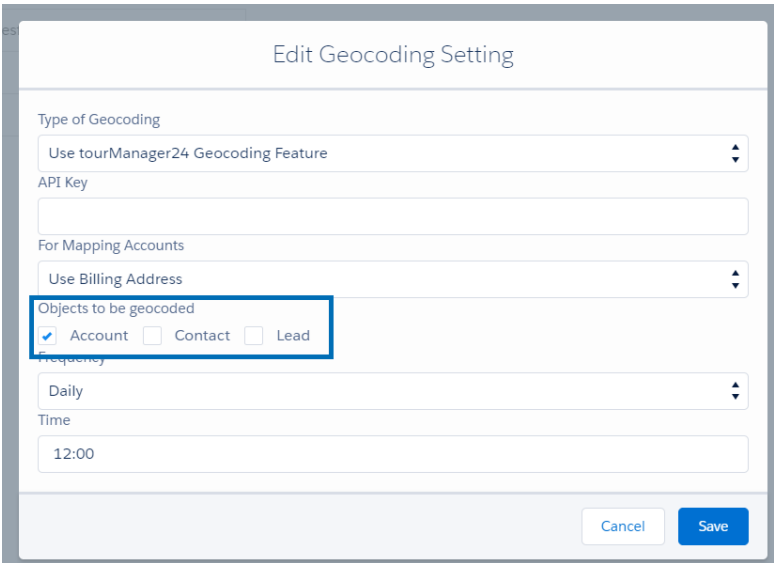 est
Edit Geocoding Setting
Type of Geocoding
Use tourManager24 Geocoding Feature
API Key
For Mapping Accounts
Use Billing Address
Objects to be geocoded
Account Contact Lead
Frequency
Daily
Time
12:00
Cancel Save